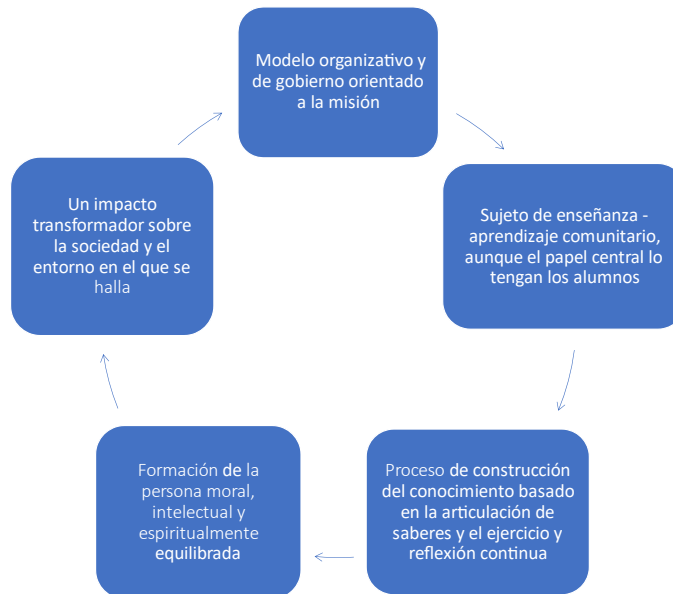 Modelo organizativo y
de gobierno orientado
a la misión
Sujeto de enseñanza -
aprendizaje comunitario,
aunque el papel central lo
tengan los alumnos
Proceso de construcción
del conocimiento basado
en la articulación de
saberes y el ejercicio y
reflexión continua
Formación de la
persona moral,
intelectual y
espiritualmente
equilibrada
Un impacto
transformador sobre
la sociedad y el
entorno en el que se
halla